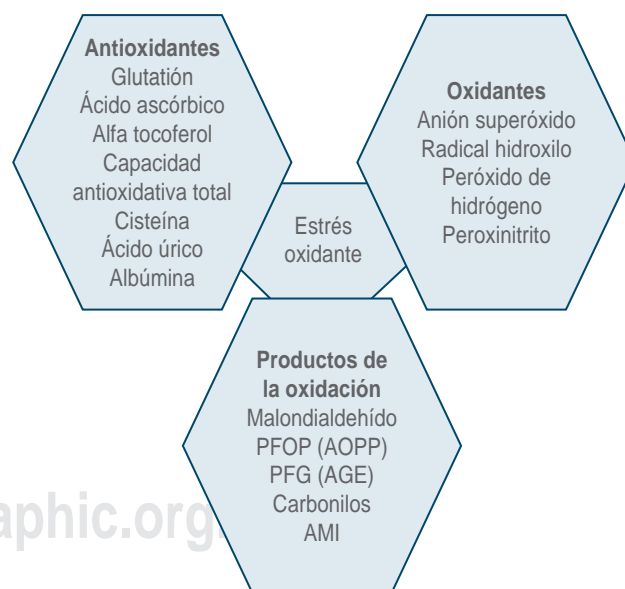 Antioxidantes
Glutatión
Ácido ascórbico
Alfa tocoferol
Capacidad
antioxidativa total
Cisteína
Ácido úrico
Albúmina
Oxidantes
Anión superóxido
Radical hidroxilo
Peróxido de
hidrógeno
Peroxinitrito
Estrés
oxidante
Productos de
la oxidación
Malondialdehído
PFOP (AOPP)
PFG (AGE)
Carbonilos
AMI
aphic.org